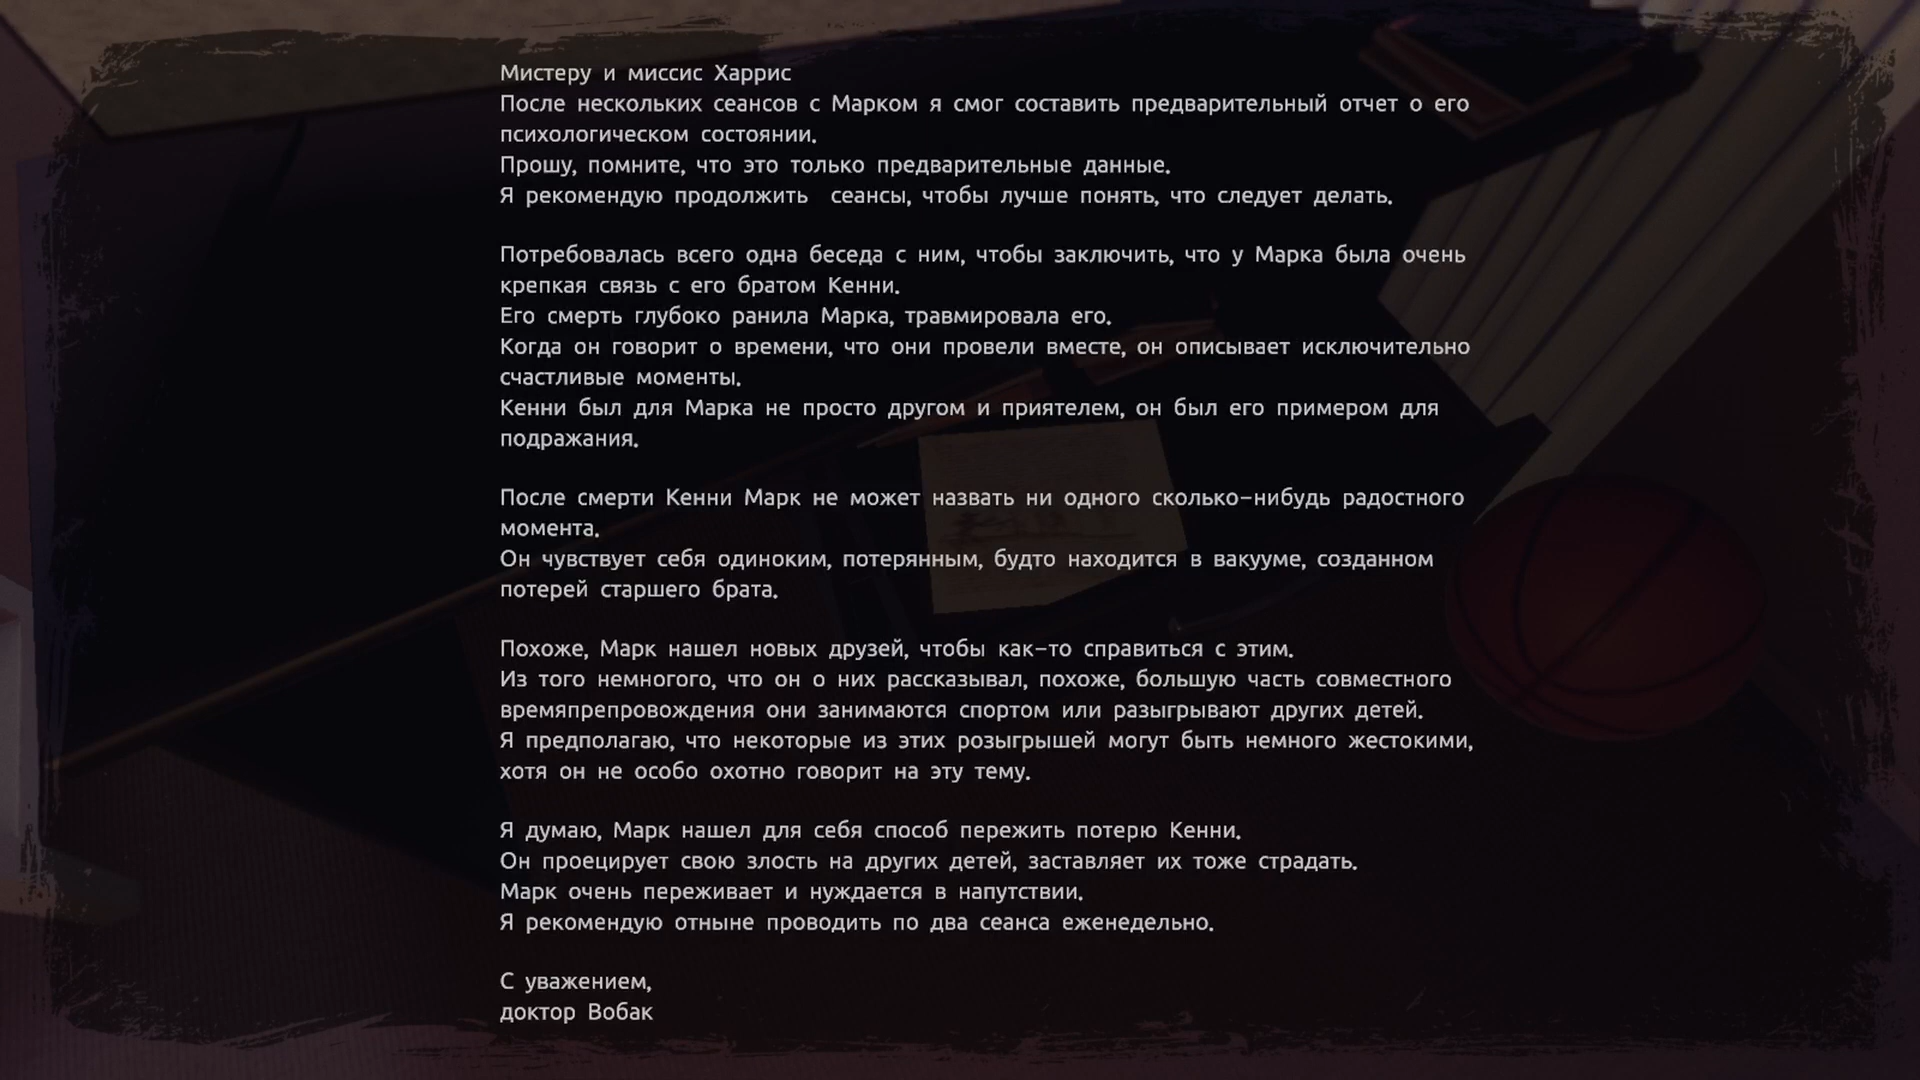 Мистеру и миссис Харрис
После нескольких сеансов с Марком я смог составить предварительный отчет о его
психологическом состоянии.
Прошу, помните, что это только предварительные данные.
Я рекомендую продолжить  сеансы, чтобы лучше понять, что следует делать.

Потребовалась всего одна беседа с ним, чтобы заключить, что у Марка была очень
крепкая связь с его братом Кенни.
Его смерть глубоко ранила Марка, травмировала его.
Когда он говорит о времени, что они провели вместе, он описывает исключительно
счастливые моменты.
Кенни был для Марка не просто другом и приятелем, он был его примером для
подражания.

После смерти Кенни Марк не может назвать ни одного сколько-нибудь радостного
момента.
Он чувствует себя одиноким, потерянным, будто находится в вакууме, созданном
потерей старшего брата.

Похоже, Марк нашел новых друзей, чтобы как-то справиться с этим.
Из того немногого, что он о них рассказывал, похоже, большую часть совместного
времяпрепровождения они занимаются спортом или разыгрывают других детей.
Я предполагаю, что некоторые из этих розыгрышей могут быть немного жестокими,
хотя он не особо охотно говорит на эту тему.

Я думаю, Марк нашел для себя способ пережить потерю Кенни.
Он проецирует свою злость на других детей, заставляет их тоже страдать.
Марк очень переживает и нуждается в напутствии.
Я рекомендую отныне проводить по два сеанса еженедельно.

С уважением,
доктор Вобак